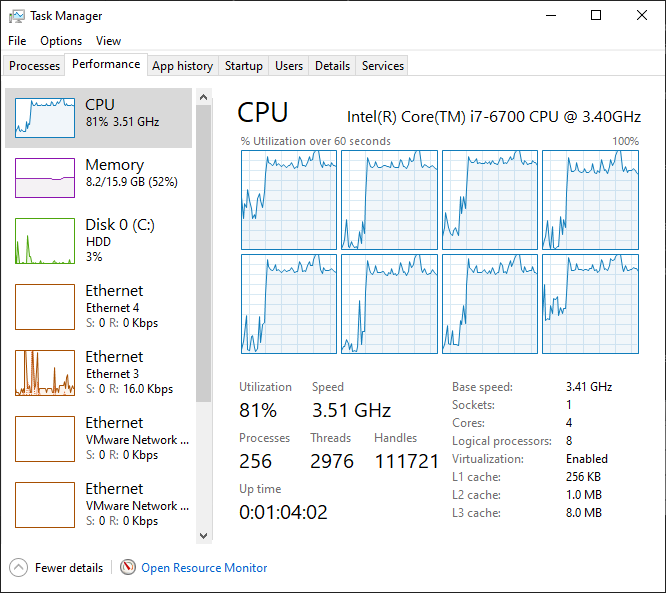 Task Manager
File Options View
Processes Performance App history Startup Users Details Services
CPU
81% 3.51 GHz
Memory
8.2/15.9 GB (52%)
Disk 0 (C:)
HDD
3%
Ethernet
Ethernet 4
S: 0 R: 0 Kbps
Ethernet
Ethernet 3
S: 0 R: 16.0 Kbps
Ethernet
VMware Network ...
S: 0 R: 0 Kbps
Ethernet
VMware Network ...
S: 0 R: 0 Kbps
CPU Intel(R) Core(TM) i7-6700 CPU @ 3.40GHz
% Utilization over 60 seconds 100%
Utilization Speed
81% 3.51 GHz
Processes Threads Handles
256 2976 111721
Up time
0:01:04:02
Base speed: 3.41 GHz
Sockets: 1
Cores: 4
Logical processors: 8
Virtualization: Enabled
L1 cache: 256 KB
L2 cache: 1.0 MB
L3 cache: 8.0 MB
Fewer details Open Resource Monitor